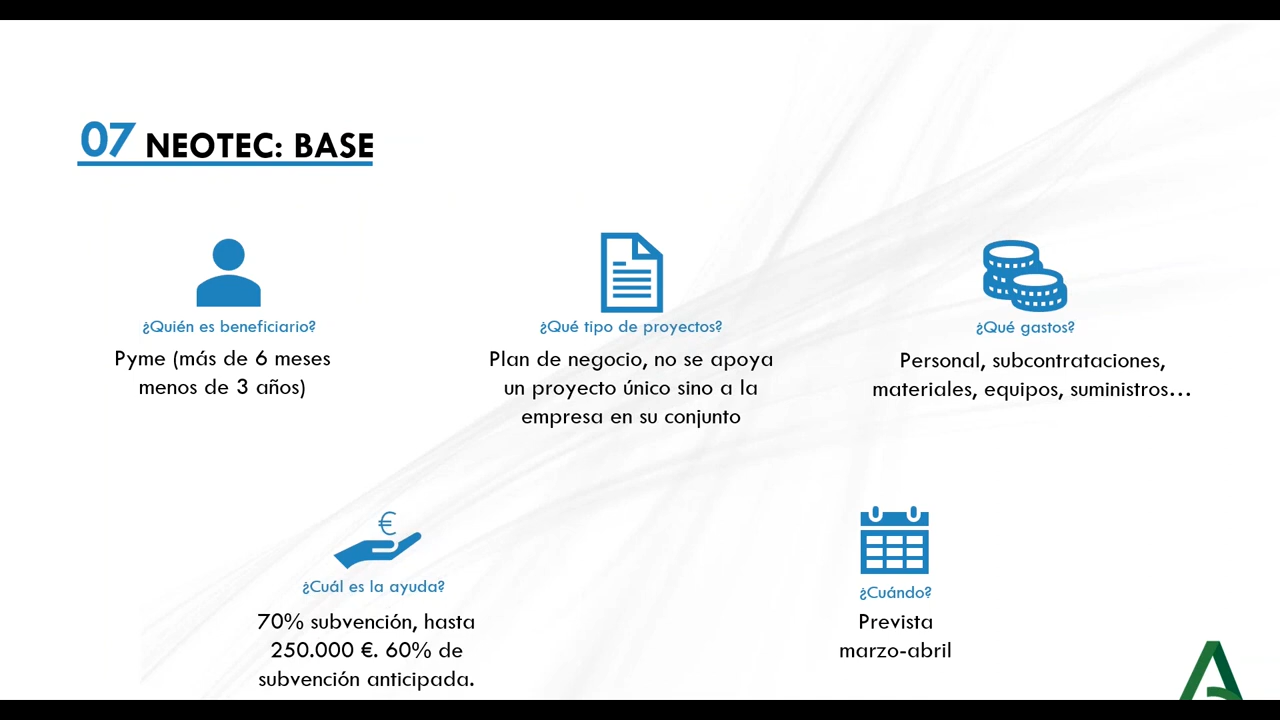 07 NEOTEC: BASE
¿Quién es beneficiario?
Pyme (más de 6 meses
menos de 3 años)
¿Qué tipo de proyectos?
Plan de negocio, no se apoya
un proyecto único sino a la
empresa en su conjunto
¿Qué gastos?
Personal, subcontrataciones,
materiales, equipos, suministros...
€
¿Cuál es la ayuda?
70% subvención, hasta
250.000 €. 60% de
subvención anticipada.
¿Cuándo?
Prevista
marzo-abril